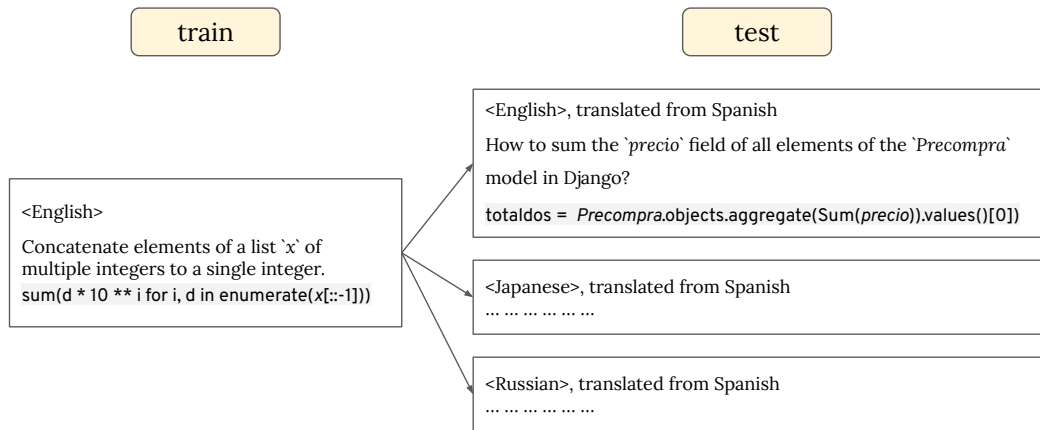 train
test
<English>
Concatenate elements of a list `x` of
multiple integers to a single integer.
sum(d * 10 ** i for i, d in enumerate(x[::-1]))
<English>, translated from Spanish
How to sum the `precio` field of all elements of the `Precompra`
model in Django?
totaldos = Precompra.objects.aggregate(Sum(precio)).values()[0])
<Japanese>, translated from Spanish
... ... ... ... ... ...
<Russian>, translated from Spanish
... ... ... ... ... ...